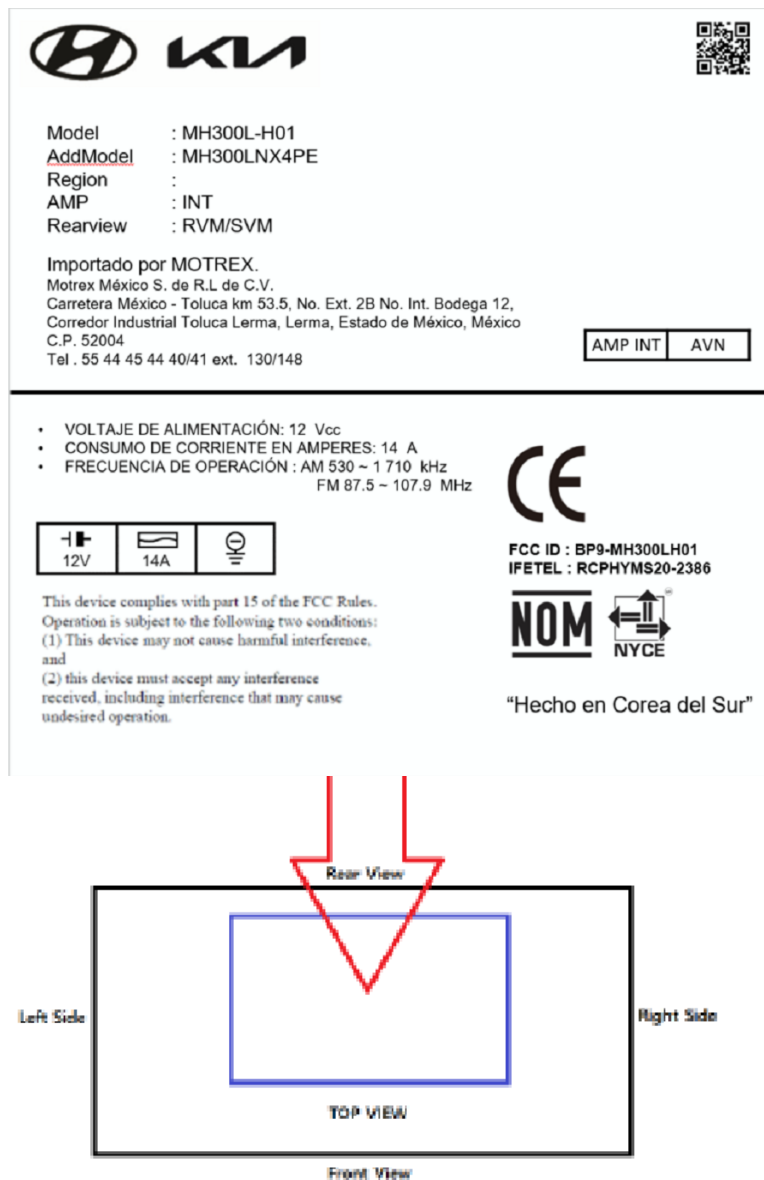 KIA
Model : MH300L-H01
AddModel : MH300LNX4PE
Region :
AMP : INT
Rearview : RVM/SVM
Importado por MOTREX.
Motrex México S. de R.L de C.V.
Carretera México - Toluca km 53.5, No. Ext. 2B No. Int. Bodega 12,
Corredor Industrial Toluca Lerma, Lerma, Estado de México, México
C.P. 52004
Tel . 55 44 45 44 40/41 ext. 130/148
AMP INT AVN
• VOLTAJE DE ALIMENTACIÓN: 12 Vcc
• CONSUMO DE CORRIENTE EN AMPERES: 14 A
• FRECUENCIA DE OPERACIÓN : AM 530 ~ 1 710 kHz
FM 87.5 ~ 107.9 MHz
12V 14A
CE
FCC ID : BP9-MH300LH01
IFETEL : RCPHYMS20-2386
NOM NYCE
This device complies with part 15 of the FCC Rules.
Operation is subject to the following two conditions:
(1) This device may not cause harmful interference,
and
(2) this device must accept any interference
received, including interference that may cause
undesired operation.
“Hecho en Corea del Sur”
Rear View
Left Side
Right Side
TOP VIEW
Front View